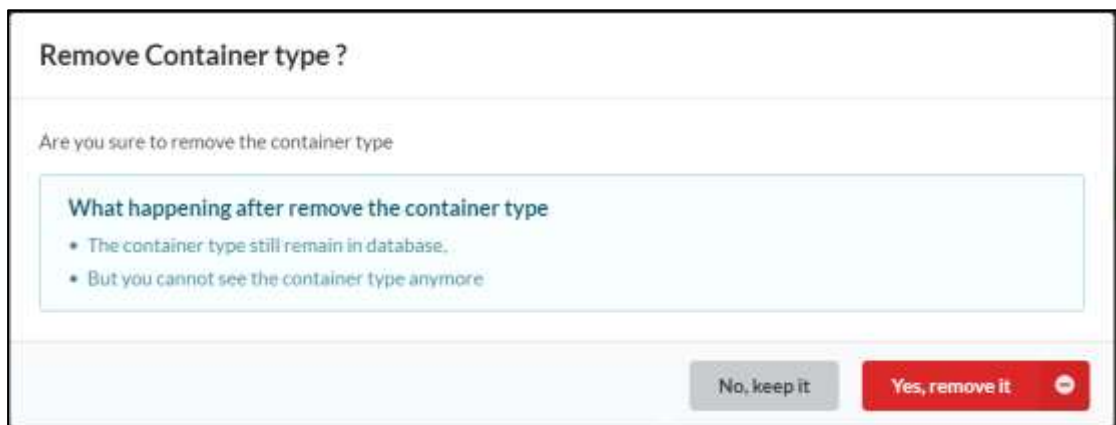 Remove Container type ?
Are you sure to remove the container type
What happening after remove the container type
• The container type still remain in database,
• But you cannot see the container type anymore
No, keep it
Yes, remove it